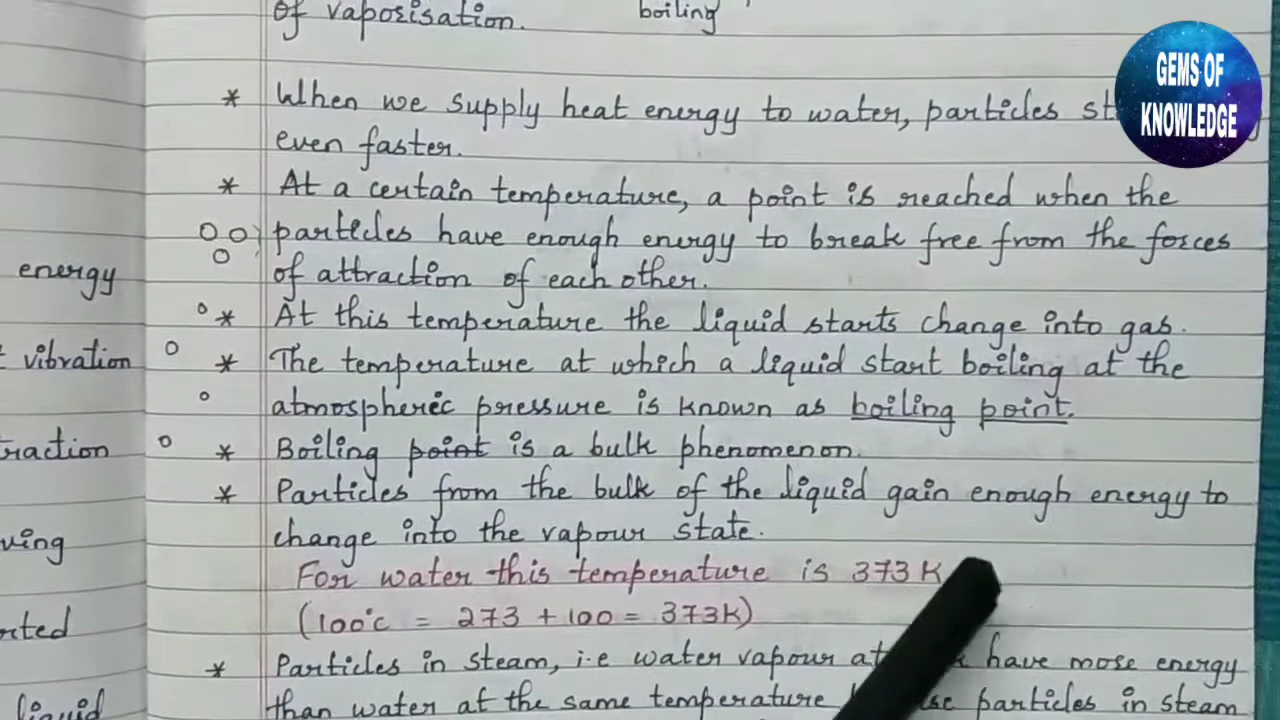 of vaporisation.
boiling
GEMS OF
KNOWLEDGE
* When we supply heat energy to water, particles
even faster.
* At a certain temperature, a point is reached when the
particles have enough energy to break free from the forces
of attraction of each other.
energy
* At this temperature the liquid starts change into gas.
vibration
* The temperature at which a liquid start boiling at the
atmospheric pressure is known as boiling point.
* Boiling point is a bulk phenomenon.
* Particles from the bulk of the liquid gain enough energy to
change into the vapour state.
For water this temperature is 373 K
(100°c = 273 + 100 = 373K)
* Particles in steam, i.e water vapour at have more energy
than water at the same temperature particles in steam
liquid